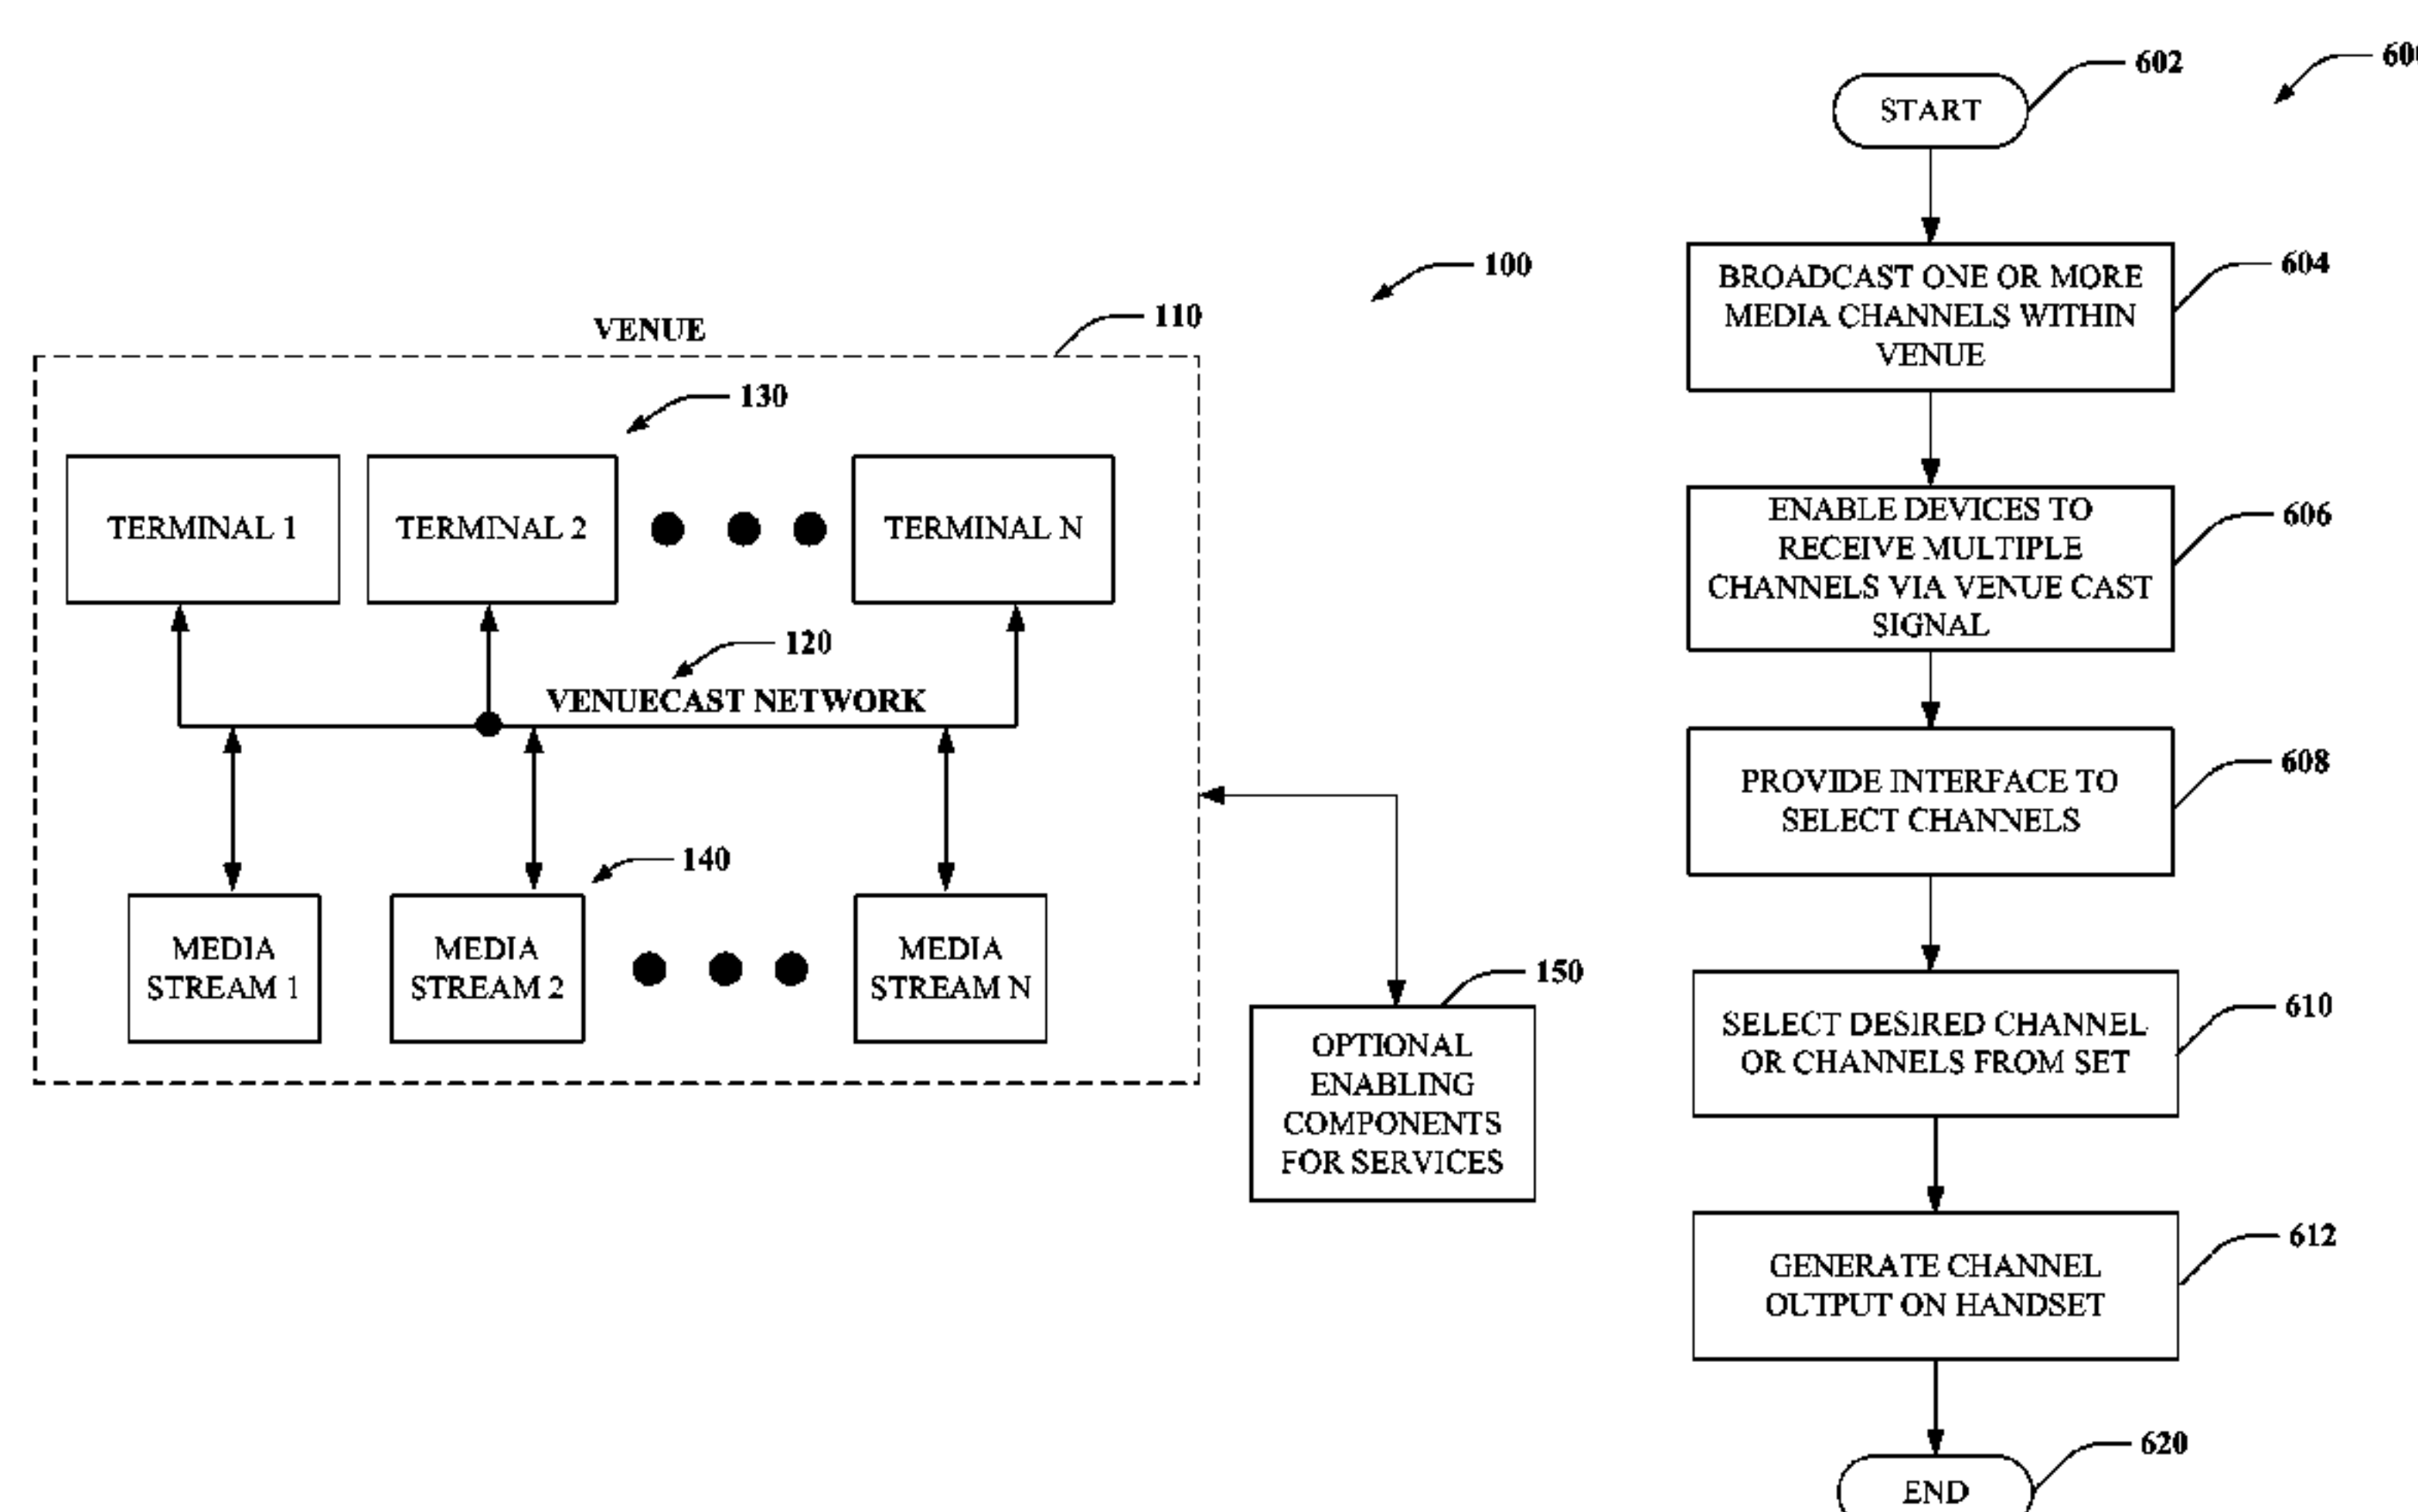 100
VENUE
110
130
TERMINAL 1
TERMINAL 2
TERMINAL N
120
VENUECAST NETWORK
140
MEDIA
STREAM 1
MEDIA
STREAM 2
MEDIA
STREAM N
150
OPTIONAL
ENABLING
COMPONENTS
FOR SERVICES
602
START
604
BROADCAST ONE OR MORE
MEDIA CHANNELS WITHIN
VENUE
606
ENABLE DEVICES TO
RECEIVE MULTIPLE
CHANNELS VIA VENUE CAST
SIGNAL
608
PROVIDE INTERFACE TO
SELECT CHANNELS
610
SELECT DESIRED CHANNEL
OR CHANNELS FROM SET
612
GENERATE CHANNEL
OUTPUT ON HANDSET
620
END